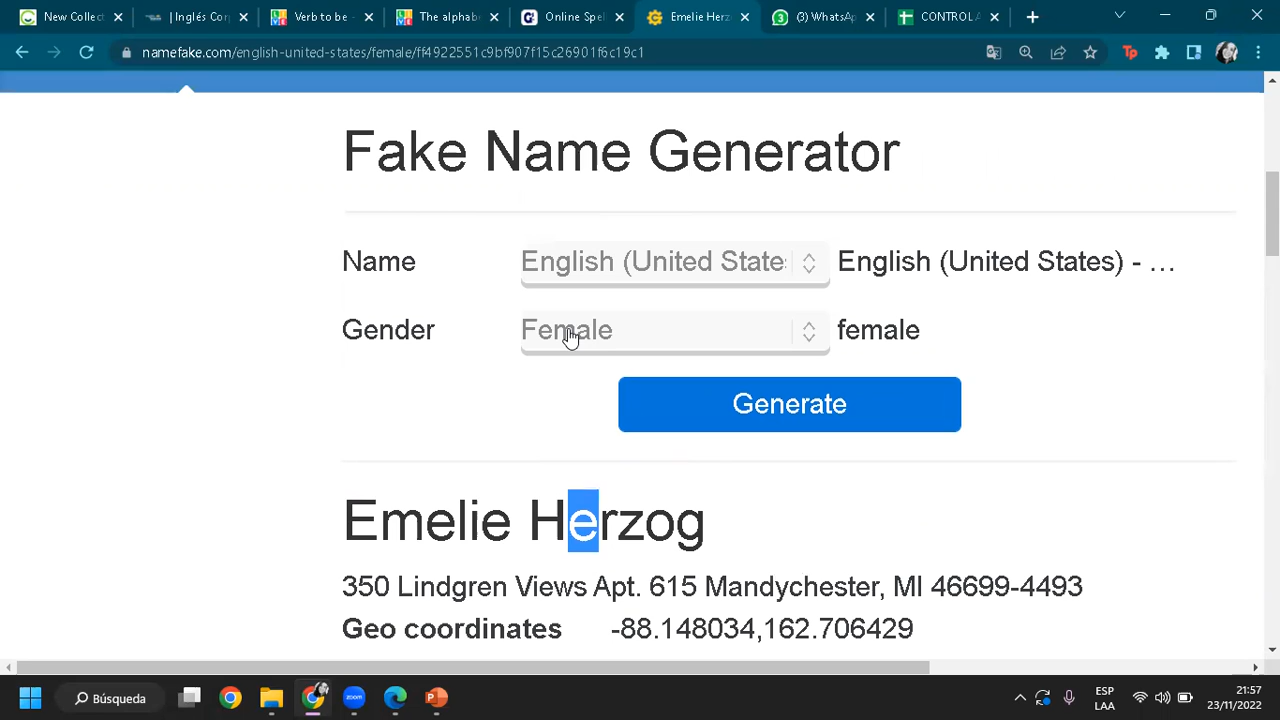 New Collec
| Inglés Cor
Verb to be -
The alphab
Online Spel
Emelie Herz
(3) WhatsA
CONTROL A
namefake.com/english-united-states/female/ff4922551c9bf907f15c26901f6c19c1
Fake Name Generator
Name English (United State English (United States) - ...
Gender Female female
Generate
Emelie Herzog
350 Lindgren Views Apt. 615 Mandychester, MI 46699-4493
Geo coordinates -88.148034,162.706429
Búsqueda
ESP
LAA
21:57
23/11/2022